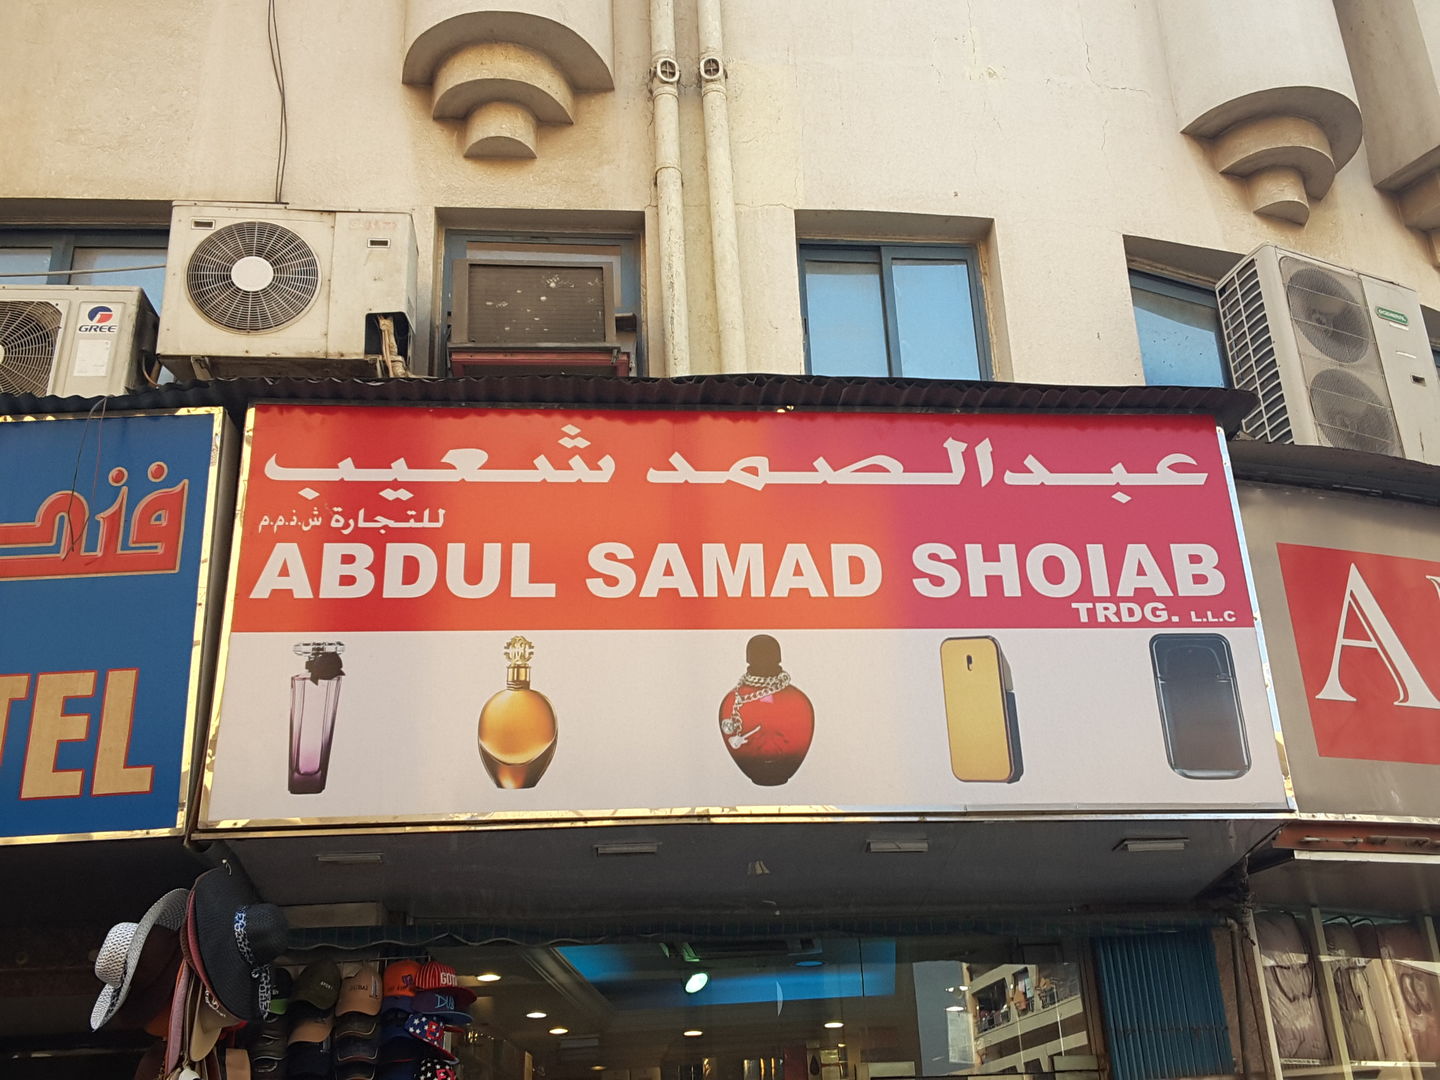 عبدالصمد شعيب
للتجارة ش.ذ.م.م
ABDUL SAMAD SHOIAB
TRDG. L.L.C
GREE
TEL
A